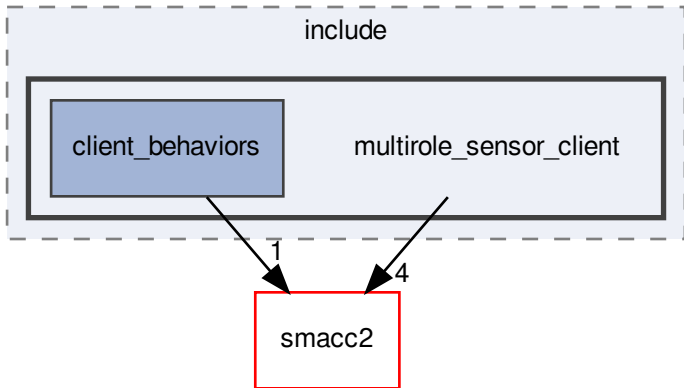 include
client_behaviors
multirole_sensor_client
1
4
smacc2